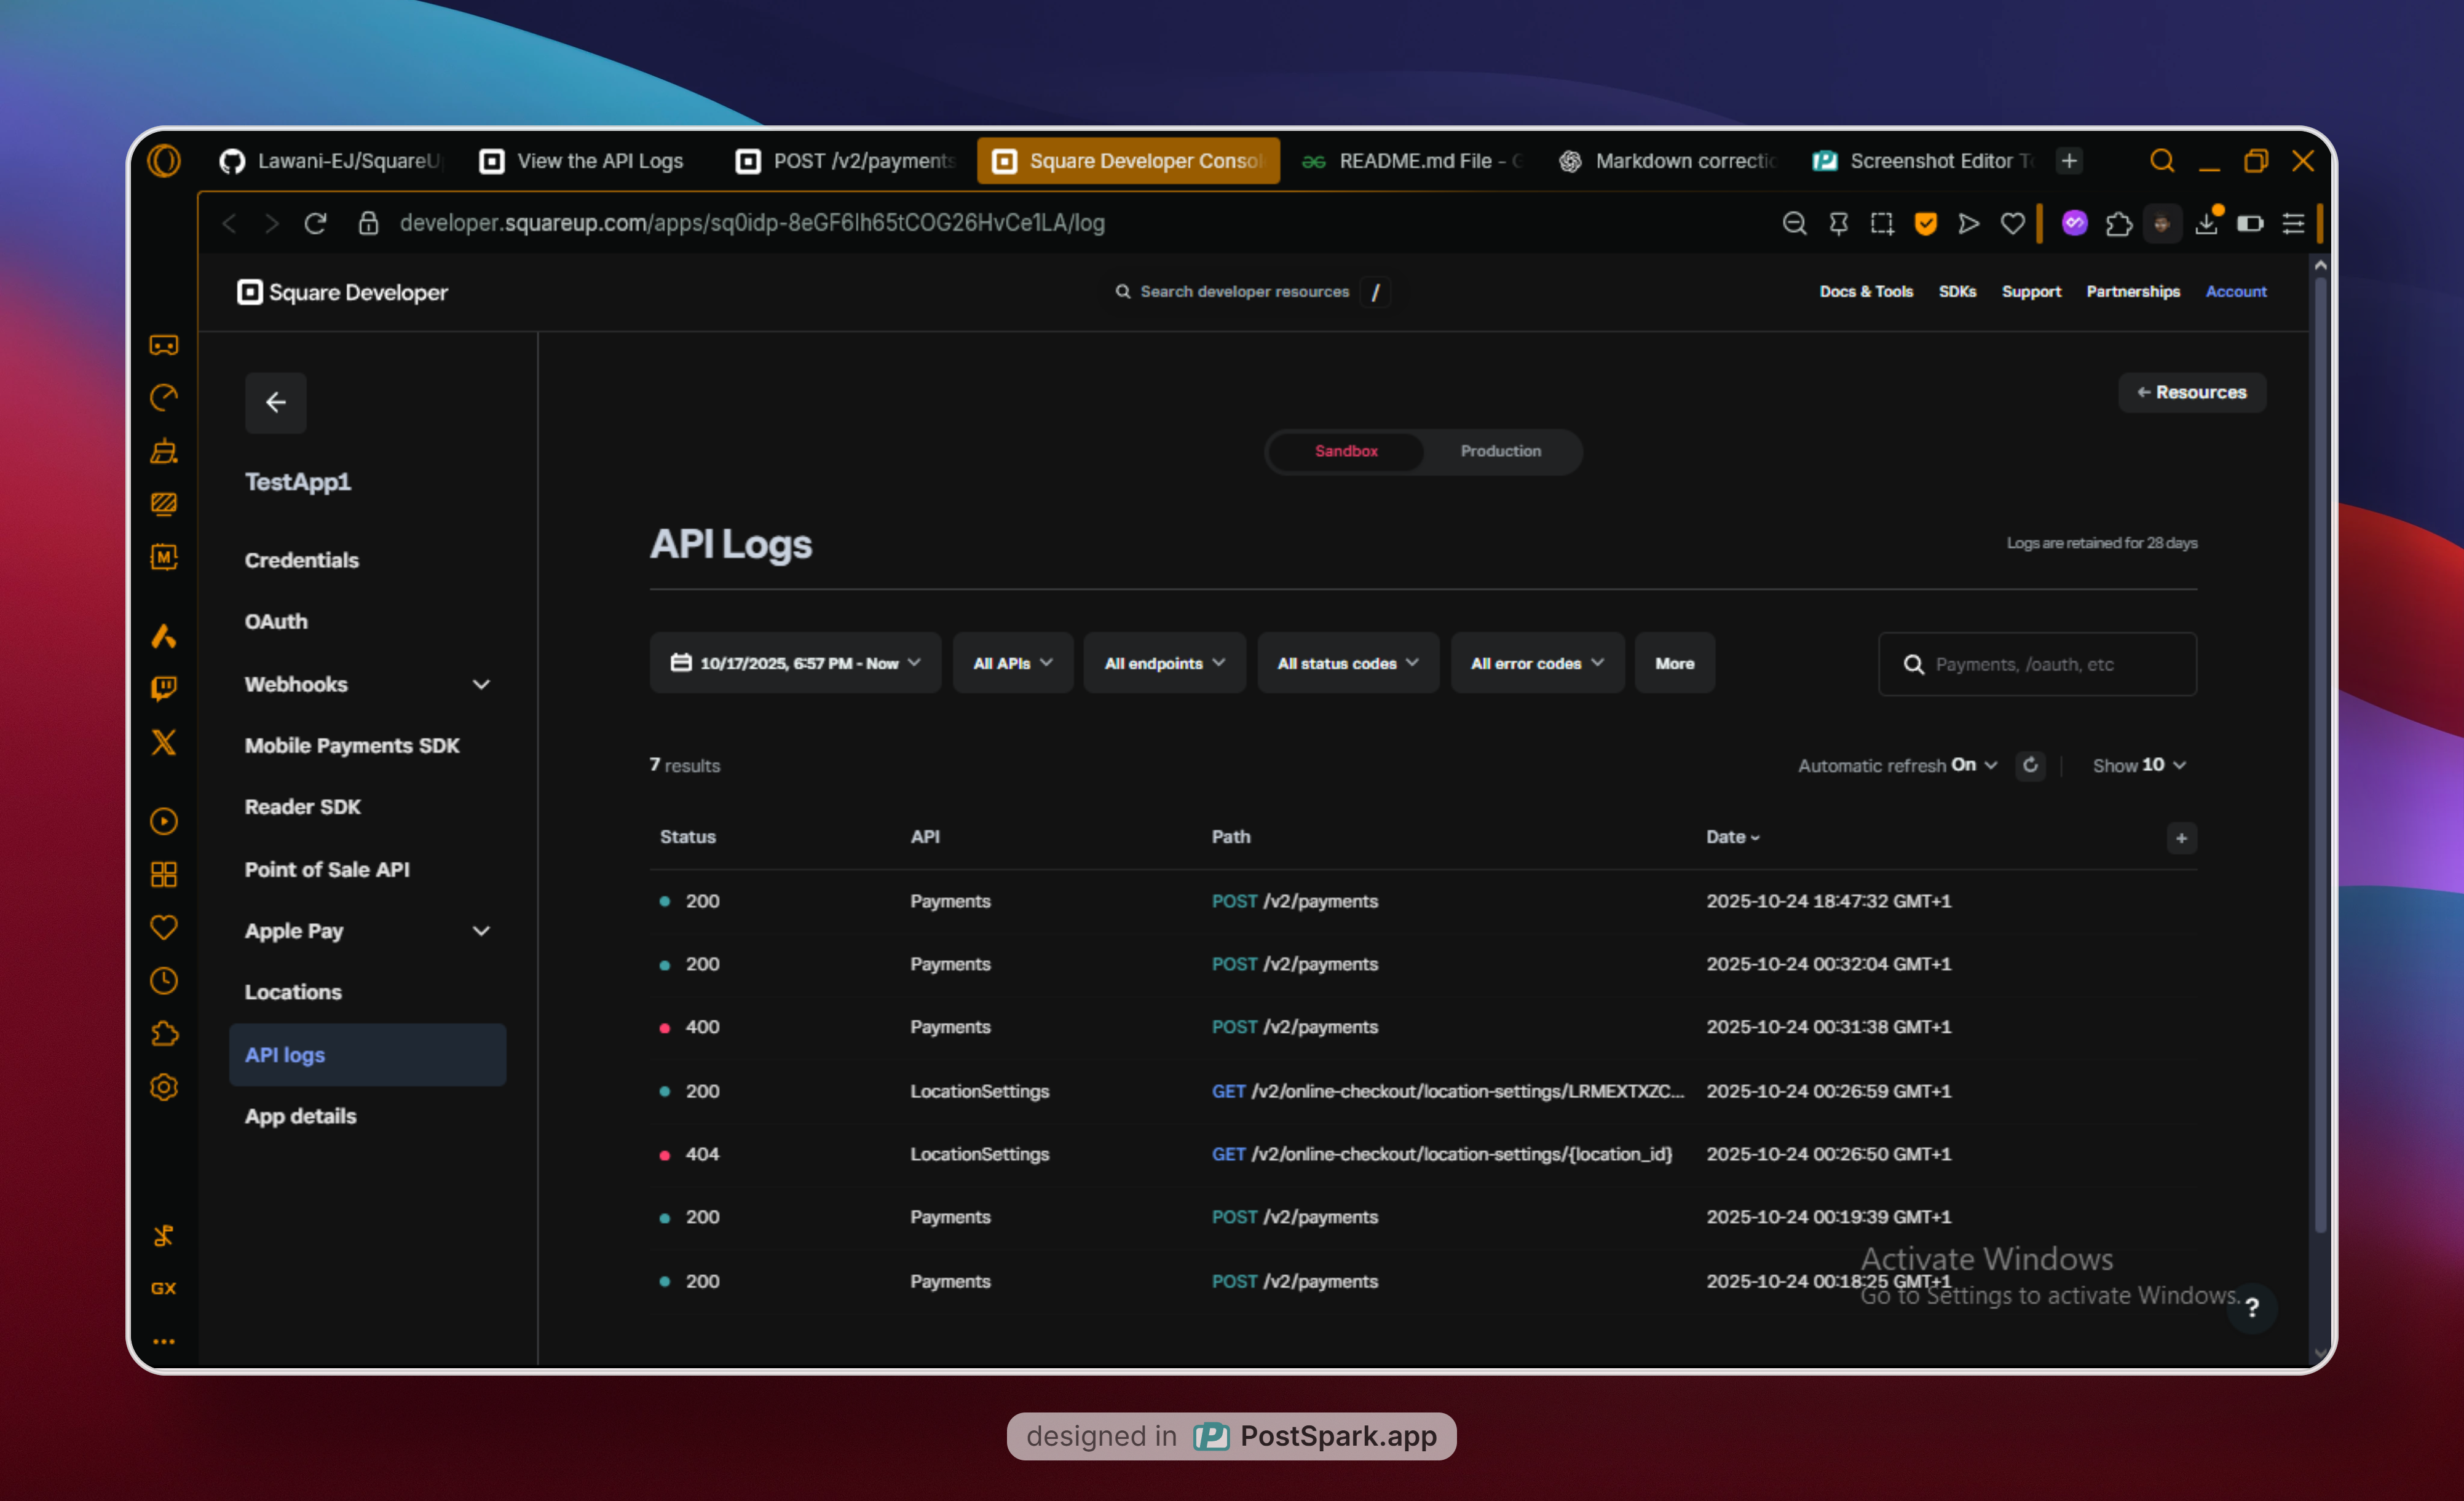 Lawani-EJ/SquareU View the API Logs POST /v2/payments Square Developer Consol README.md File - Markdown correctio Screenshot Editor T
developer.squareup.com/apps/sq0idp-8eGF6lh65tCOG26HvCe1LA/log
Square Developer Search developer resources / Docs & Tools SDKs Support Partnerships Account
← Resources
Sandbox Production
TestApp1
Credentials
OAuth
Webhooks
Mobile Payments SDK
Reader SDK
Point of Sale API
Apple Pay
Locations
API logs
App details
M
GX
API Logs Logs are retained for 28 days
10/17/2025, 6:57 PM - Now All APIs All endpoints All status codes All error codes More Payments, /oauth, etc
7 results Automatic refresh On Show 10
Status API Path Date +
200 Payments POST /v2/payments 2025-10-24 18:47:32 GMT+1
200 Payments POST /v2/payments 2025-10-24 00:32:04 GMT+1
400 Payments POST /v2/payments 2025-10-24 00:31:38 GMT+1
200 LocationSettings GET /v2/online-checkout/location-settings/LRMEXTXZC... 2025-10-24 00:26:59 GMT+1
404 LocationSettings GET /v2/online-checkout/location-settings/{location_id} 2025-10-24 00:26:50 GMT+1
200 Payments POST /v2/payments 2025-10-24 00:19:39 GMT+1
200 Payments POST /v2/payments 2025-10-24 00:18:25 GMT+1
Activate Windows
Go to Settings to activate Windows.
?
designed in PostSpark.app